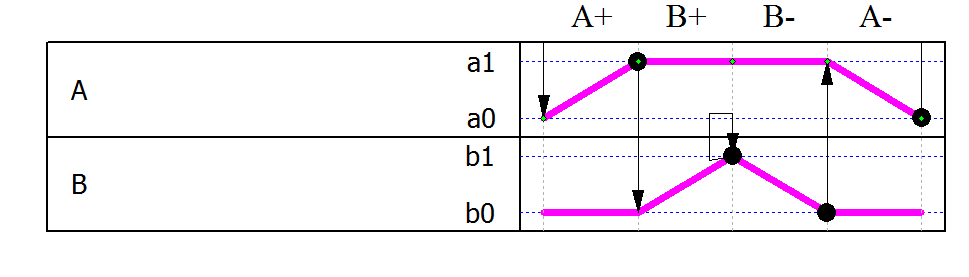 A+ B+ B- A-
A a1
a0
B b1
b0